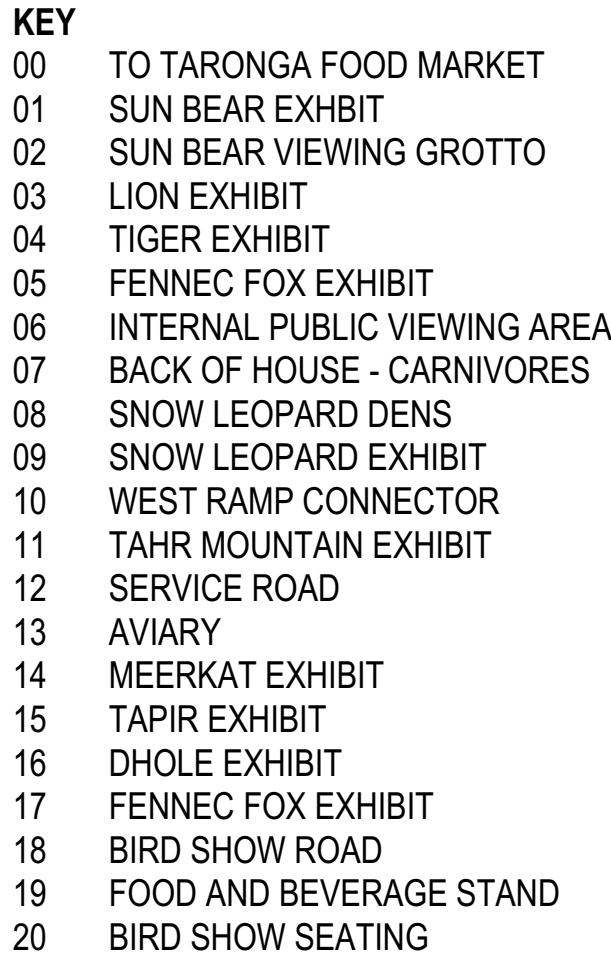 KEY
00 TO TARONGA FOOD MARKET
01 SUN BEAR EXHBIT
02 SUN BEAR VIEWING GROTTO
03 LION EXHIBIT
04 TIGER EXHIBIT
05 FENNEC FOX EXHIBIT
06 INTERNAL PUBLIC VIEWING AREA
07 BACK OF HOUSE - CARNIVORES
08 SNOW LEOPARD DENS
09 SNOW LEOPARD EXHIBIT
10 WEST RAMP CONNECTOR
11 TAHR MOUNTAIN EXHIBIT
12 SERVICE ROAD
13 AVIARY
14 MEERKAT EXHIBIT
15 TAPIR EXHIBIT
16 DHOLE EXHIBIT
17 FENNEC FOX EXHIBIT
18 BIRD SHOW ROAD
19 FOOD AND BEVERAGE STAND
20 BIRD SHOW SEATING